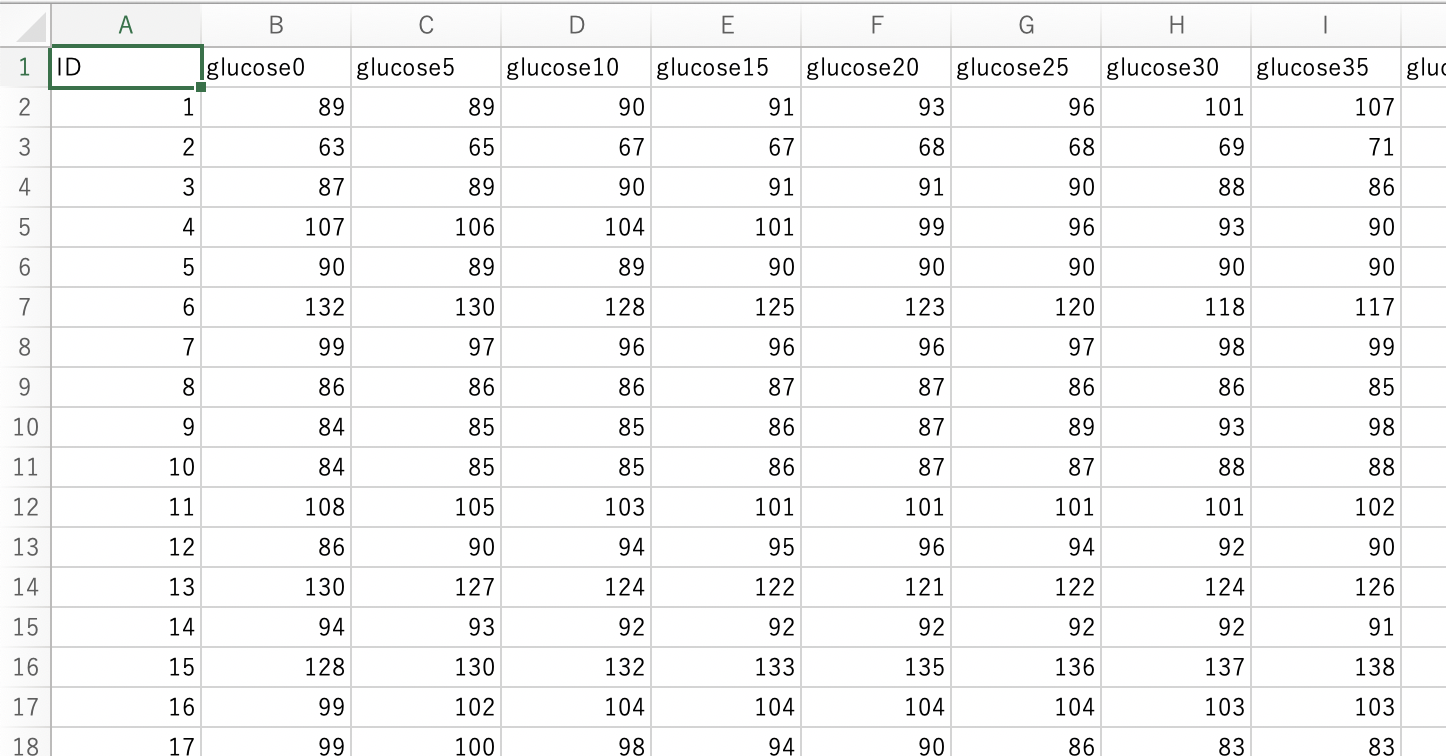 A B C D E F G H I
1 ID glucose0 glucose5 glucose10 glucose15 glucose20 glucose25 glucose30 glucose35 gluc
2 1 89 89 90 91 93 96 101 107
3 2 63 65 67 67 68 68 69 71
4 3 87 89 90 91 91 90 88 86
5 4 107 106 104 101 99 96 93 90
6 5 90 89 89 90 90 90 90 90
7 6 132 130 128 125 123 120 118 117
8 7 99 97 96 96 96 97 98 99
9 8 86 86 86 87 87 86 86 85
10 9 84 85 85 86 87 89 93 98
11 10 84 85 85 86 87 87 88 88
12 11 108 105 103 101 101 101 101 102
13 12 86 90 94 95 96 94 92 90
14 13 130 127 124 122 121 122 124 126
15 14 94 93 92 92 92 92 92 91
16 15 128 130 132 133 135 136 137 138
17 16 99 102 104 104 104 104 103 103
18 17 99 100 98 94 90 86 83 83